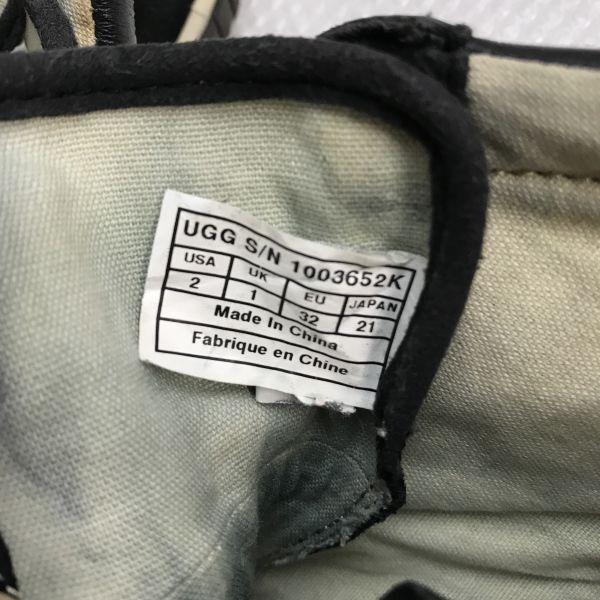 UGG S/N 1003652K
USA UK EU JAPAN
2 1 32 21
Made In China
Fabrique en Chine